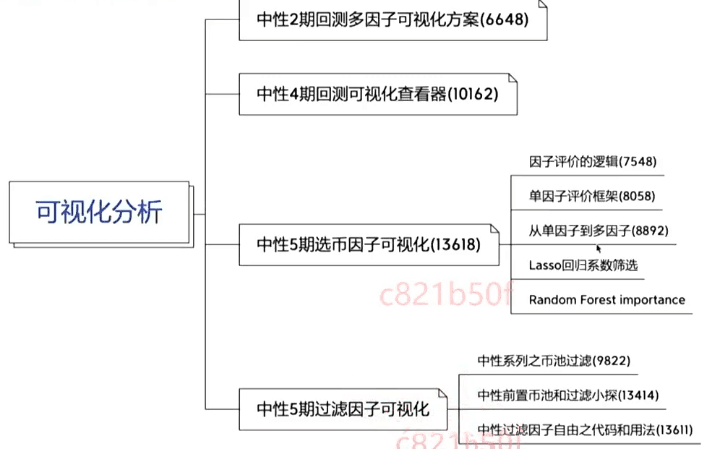 中性2期回测多因子可视化方案(6648)
中性4期回测可视化查看器(10162)
可视化分析
中性5期选币因子可视化(13618)
因子评价的逻辑(7548)
单因子评价框架(8058)
从单因子到多因子(8892)
Lasso回归系数筛选
Random Forest importance
c821b50f
中性5期过滤因子可视化
中性系列之币池过滤(9822)
中性前置币池和过滤小探(13414)
中性过滤因子自由之代码和用法(13611)
c821b50f